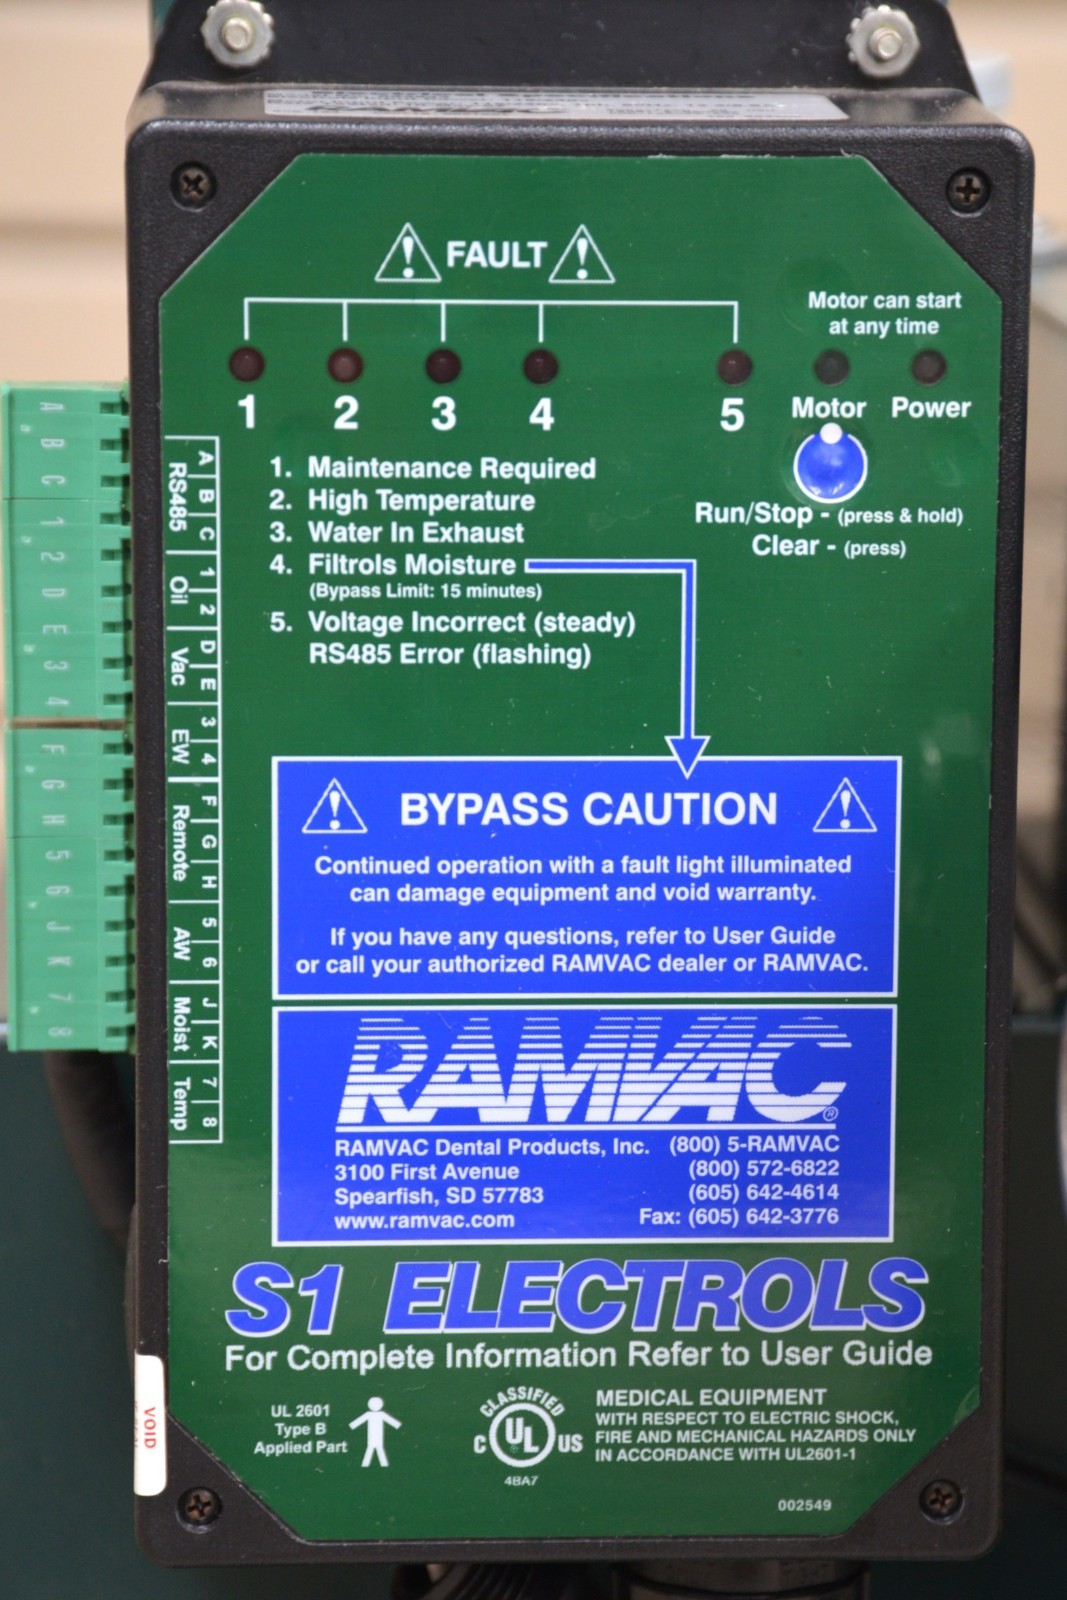 FAULT
Motor can start
at any time
1 2 3 4 5 Motor Power
1. Maintenance Required
2. High Temperature
3. Water In Exhaust
4. Filtrols Moisture
(Bypass Limit: 15 minutes)
5. Voltage Incorrect (steady)
RS485 Error (flashing)
Run/Stop - (press & hold)
Clear - (press)
A B C 1 2 D E 3 4 F G H 5 6 J K 7 8
A B C 1 2 D E 3 4 F G H 5 6 J K 7 8
RS485 Oil Vac EW Remote AW Moist Temp
BYPASS CAUTION
Continued operation with a fault light illuminated
can damage equipment and void warranty.
If you have any questions, refer to User Guide
or call your authorized RAMVAC dealer or RAMVAC.
RAMVAC®
RAMVAC Dental Products, Inc. (800) 5-RAMVAC
3100 First Avenue (800) 572-6822
Spearfish, SD 57783 (605) 642-4614
www.ramvac.com Fax: (605) 642-3776
S1 ELECTROLS
For Complete Information Refer to User Guide
UL 2601
Type B
Applied Part
CLASSIFIED
C UL US
4BA7
MEDICAL EQUIPMENT
WITH RESPECT TO ELECTRIC SHOCK,
FIRE AND MECHANICAL HAZARDS ONLY
IN ACCORDANCE WITH UL2601-1
002549
VOID